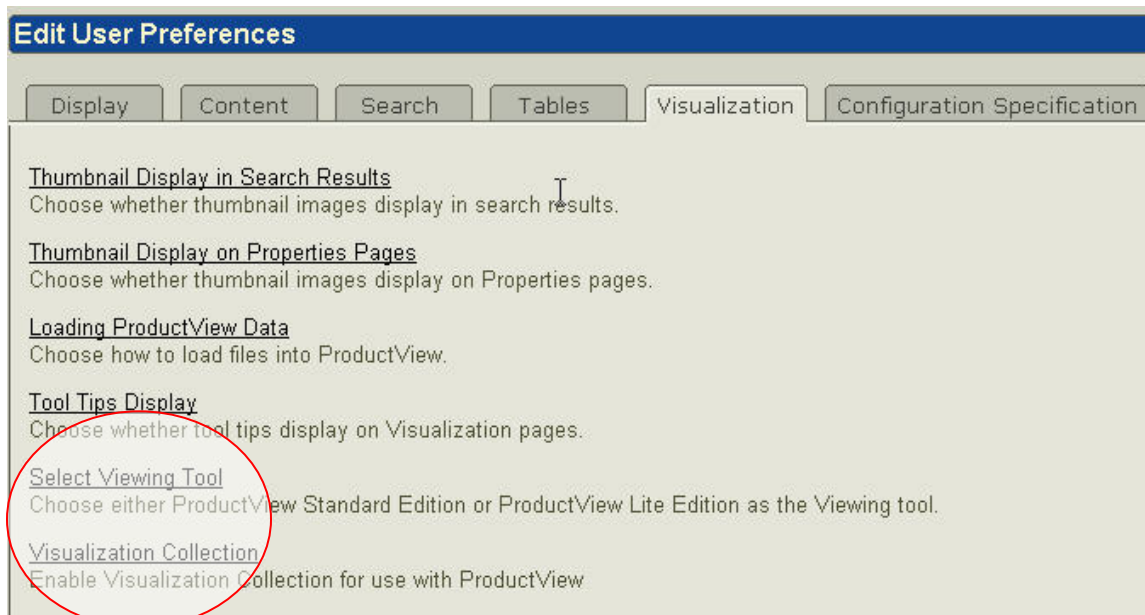 Edit User Preferences
Display Content Search Tables Visualization Configuration Specification
Thumbnail Display in Search Results
Choose whether thumbnail images display in search results.
Thumbnail Display on Properties Pages
Choose whether thumbnail images display on Properties pages.
Loading ProductView Data
Choose how to load files into ProductView.
Tool Tips Display
Choose whether tool tips display on Visualization pages.
Select Viewing Tool
Choose either ProductView Standard Edition or ProductView Lite Edition as the Viewing tool.
Visualization Collection
Enable Visualization Collection for use with ProductView